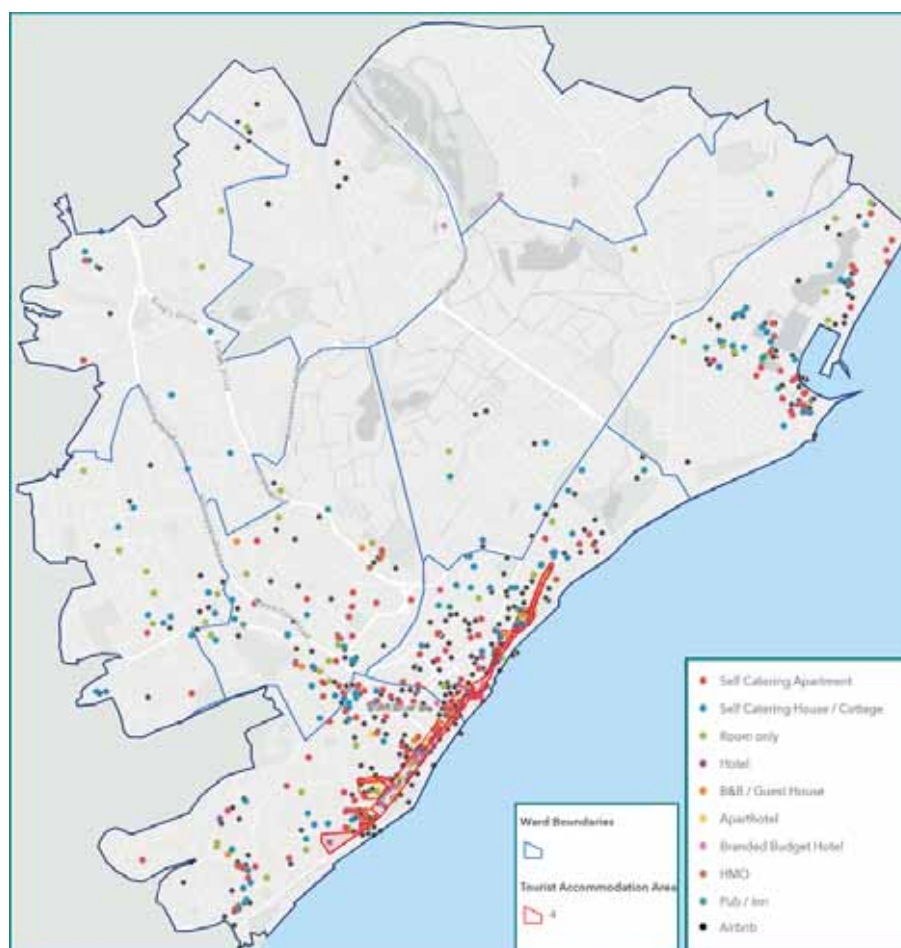 Ward Boundaries
Tourist Accommodation Area
4
Self Catering Apartment
Self Catering House / Cottage
Room only
Hotel
B&B / Guest House
Aparthotel
Branded Budget Hotel
HMO
Pub / Inn
Airbnb